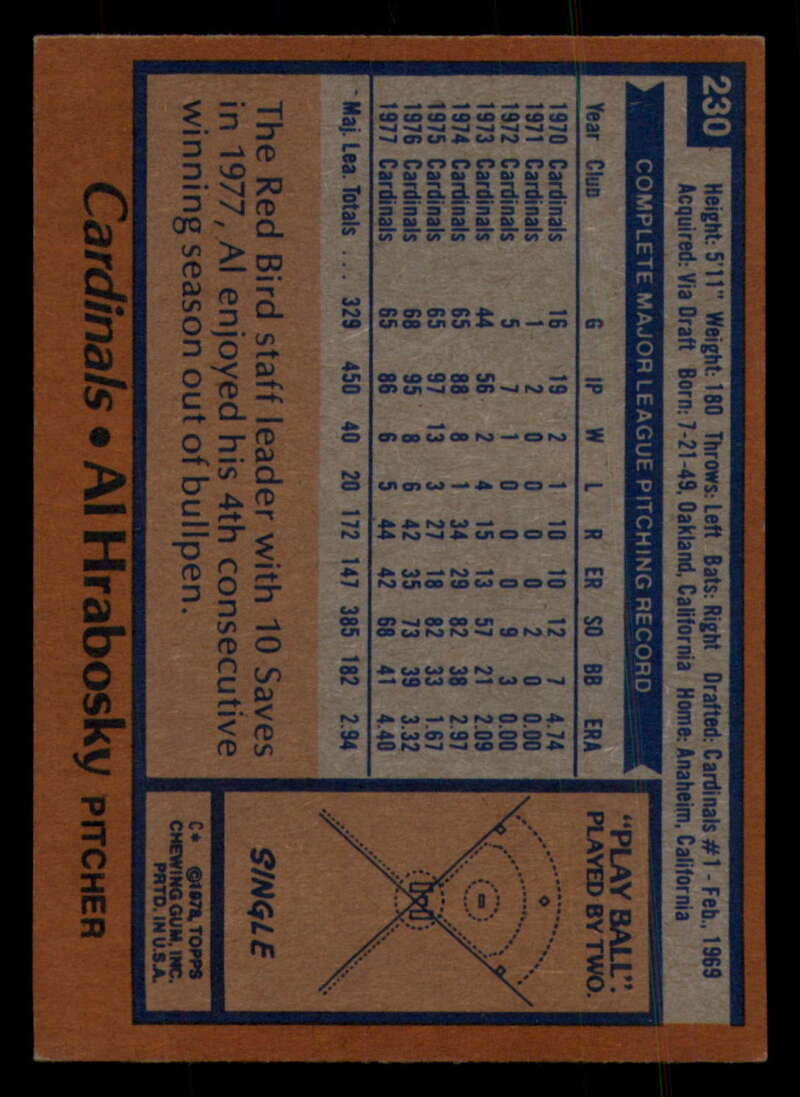 230
Height: 5'11" Weight: 180 Throws: Left Bats: Right Drafted: Cardinals #1 - Feb., 1969
Acquired: Via Draft Born: 7-21-49, Oakland, California Home: Anaheim, California
COMPLETE MAJOR LEAGUE PITCHING RECORD
Year Club G IP W L R ER SO BB ERA
1970 Cardinals 16 19 2 1 10 10 12 7 4.74
1971 Cardinals 1 2 0 0 0 0 2 0 0.00
1972 Cardinals 5 7 1 0 0 0 9 3 0.00
1973 Cardinals 44 56 2 4 15 13 57 21 2.09
1974 Cardinals 65 88 8 1 34 29 82 38 2.97
1975 Cardinals 65 97 13 3 27 18 82 33 1.67
1976 Cardinals 68 95 8 6 42 35 73 39 3.32
1977 Cardinals 65 86 6 5 44 42 68 41 4.40
Maj. Lea. Totals .... 329 450 40 20 172 147 385 182 2.94
The Red Bird staff leader with 10 Saves
in 1977, Al enjoyed his 4th consecutive
winning season out of bullpen.
"PLAY BALL":
PLAYED BY TWO.
SINGLE
C* ©1978, TOPPS
CHEWING GUM, INC.
PRTD. IN U.S.A.
Cardinals • Al Hrabosky PITCHER